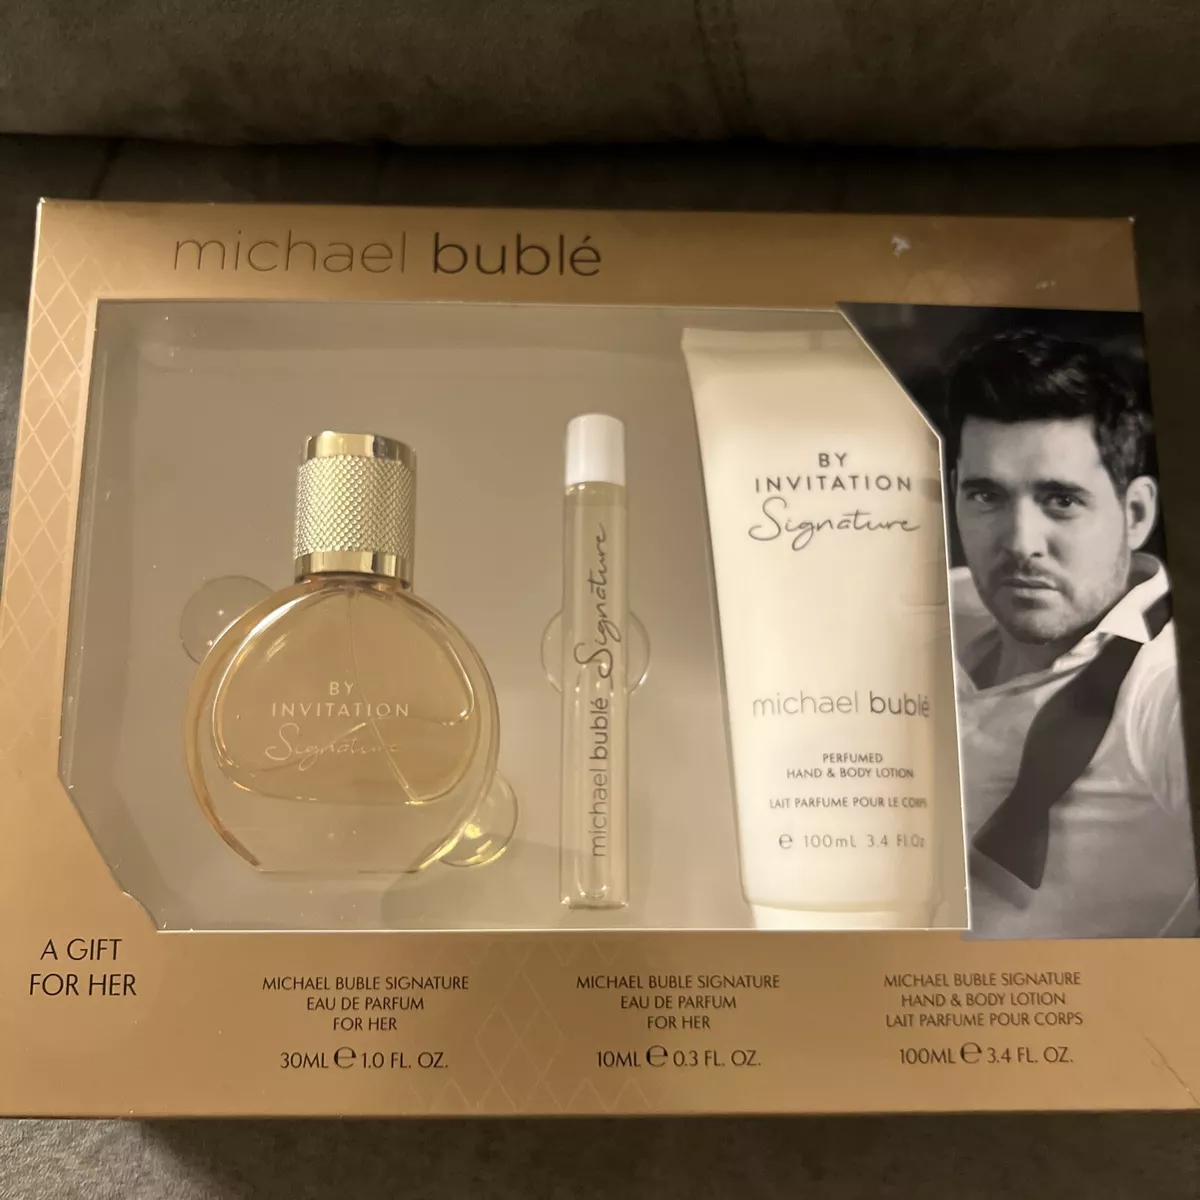 michael bublé
BY
INVITATION
Signature
michael bublé Signature
BY
INVITATION
Signature
michael bublé
PERFUMED
HAND & BODY LOTION
LAIT PARFUME POUR LE CORPS
℮ 100mL 3.4 Fl.Oz
A GIFT
FOR HER
MICHAEL BUBLE SIGNATURE
EAU DE PARFUM
FOR HER
30ML ℮ 1.0 FL. OZ.
MICHAEL BUBLE SIGNATURE
EAU DE PARFUM
FOR HER
10ML ℮ 0.3 FL. OZ.
MICHAEL BUBLE SIGNATURE
HAND & BODY LOTION
LAIT PARFUME POUR CORPS
100ML ℮ 3.4 FL. OZ.